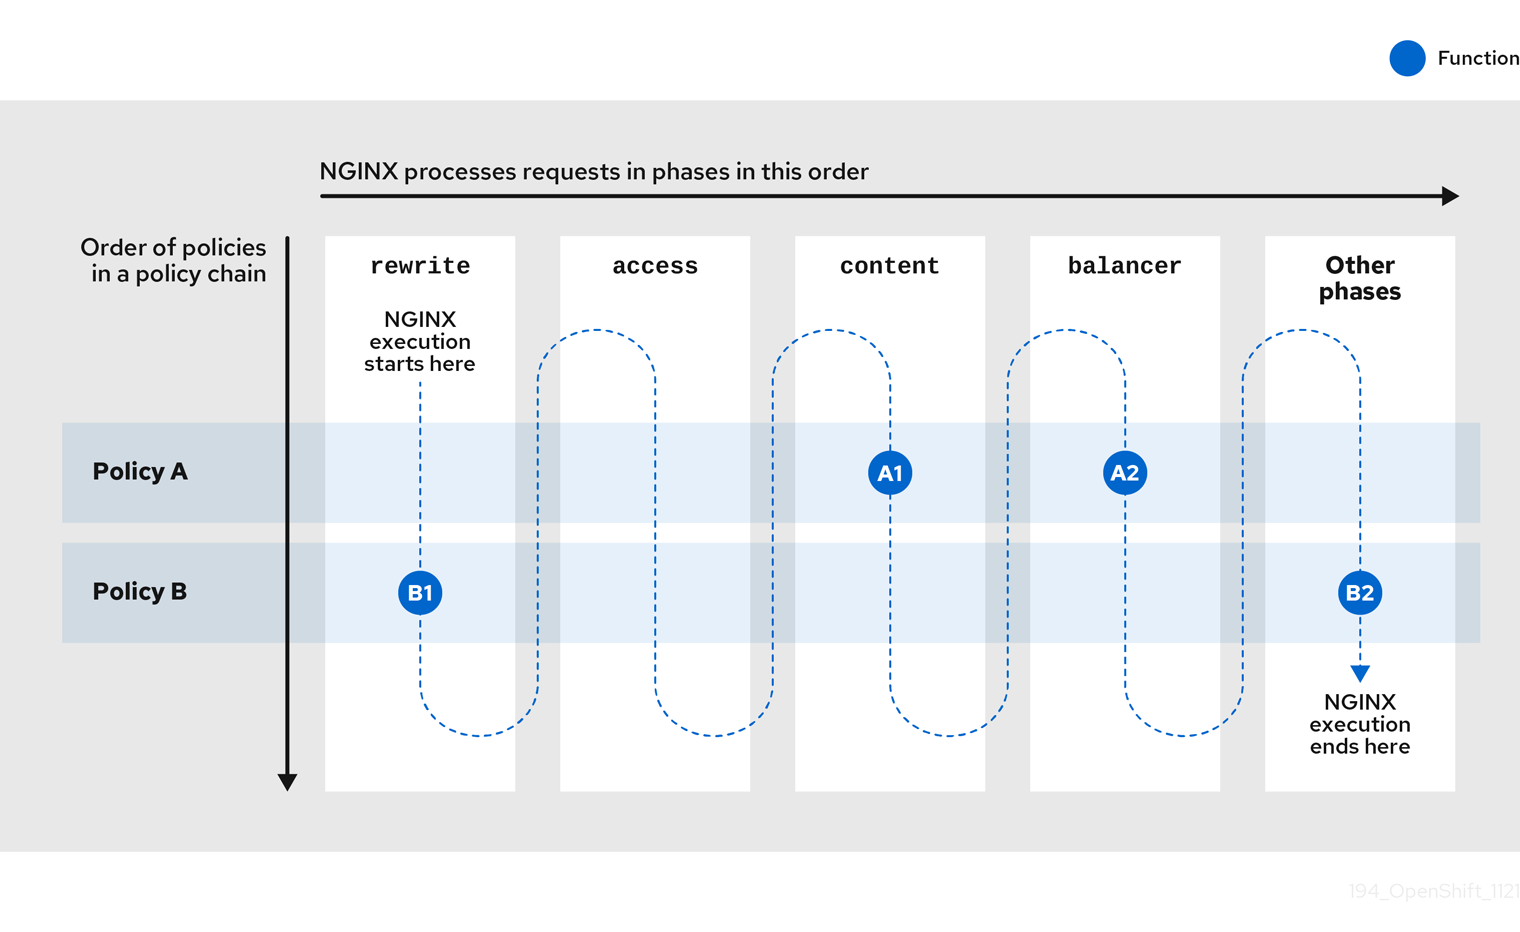 Function
NGINX processes requests in phases in this order
Order of policies
in a policy chain
rewrite
access
content
balancer
Other
phases
NGINX
execution
starts here
Policy A
A1
A2
Policy B
B1
B2
NGINX
execution
ends here
194_OpenShift_1121